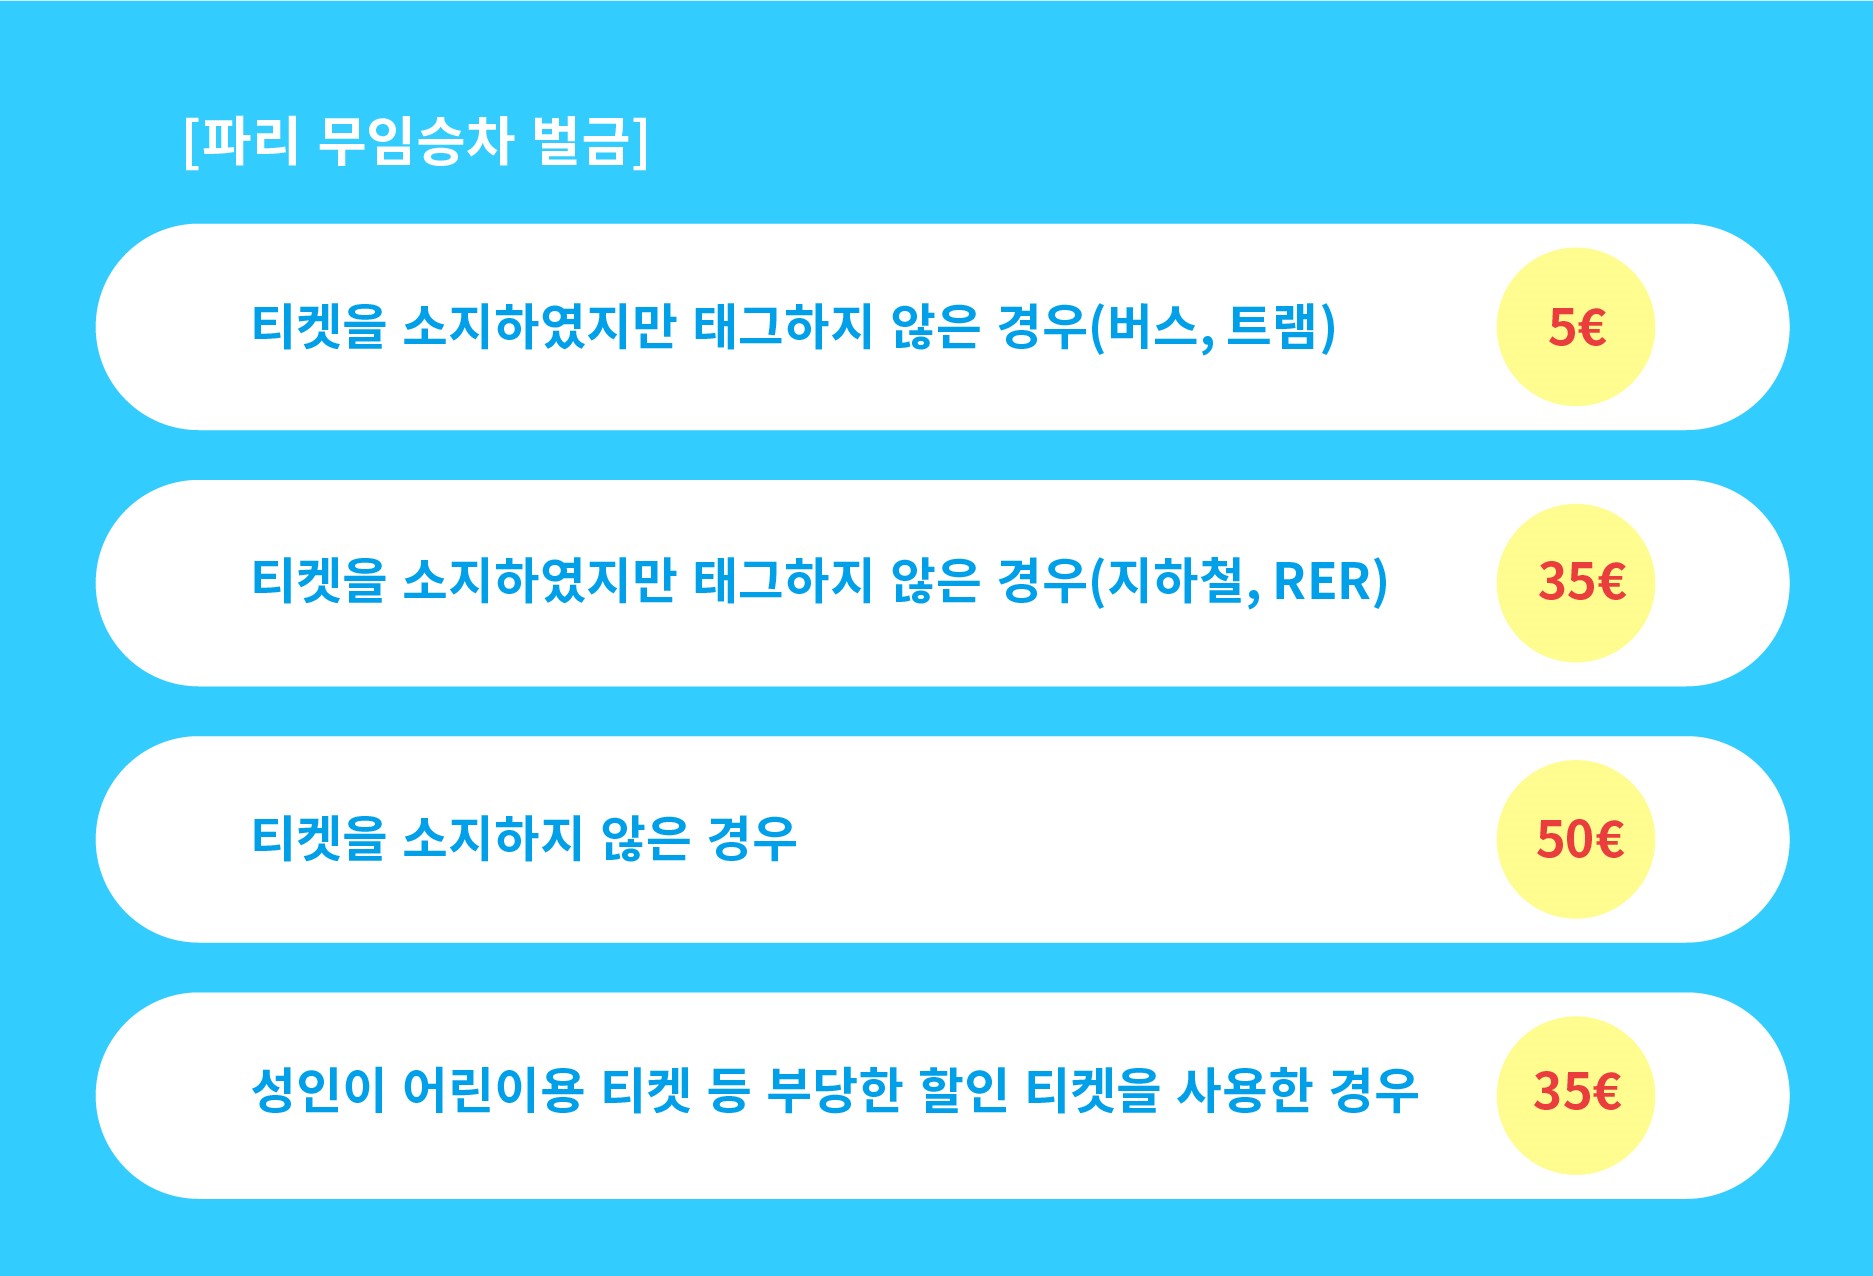 [파리 무임승차 벌금]
티켓을 소지하였지만 태그하지 않은 경우(버스, 트램) 5€
티켓을 소지하였지만 태그하지 않은 경우(지하철, RER) 35€
티켓을 소지하지 않은 경우 50€
성인이 어린이용 티켓 등 부당한 할인 티켓을 사용한 경우 35€